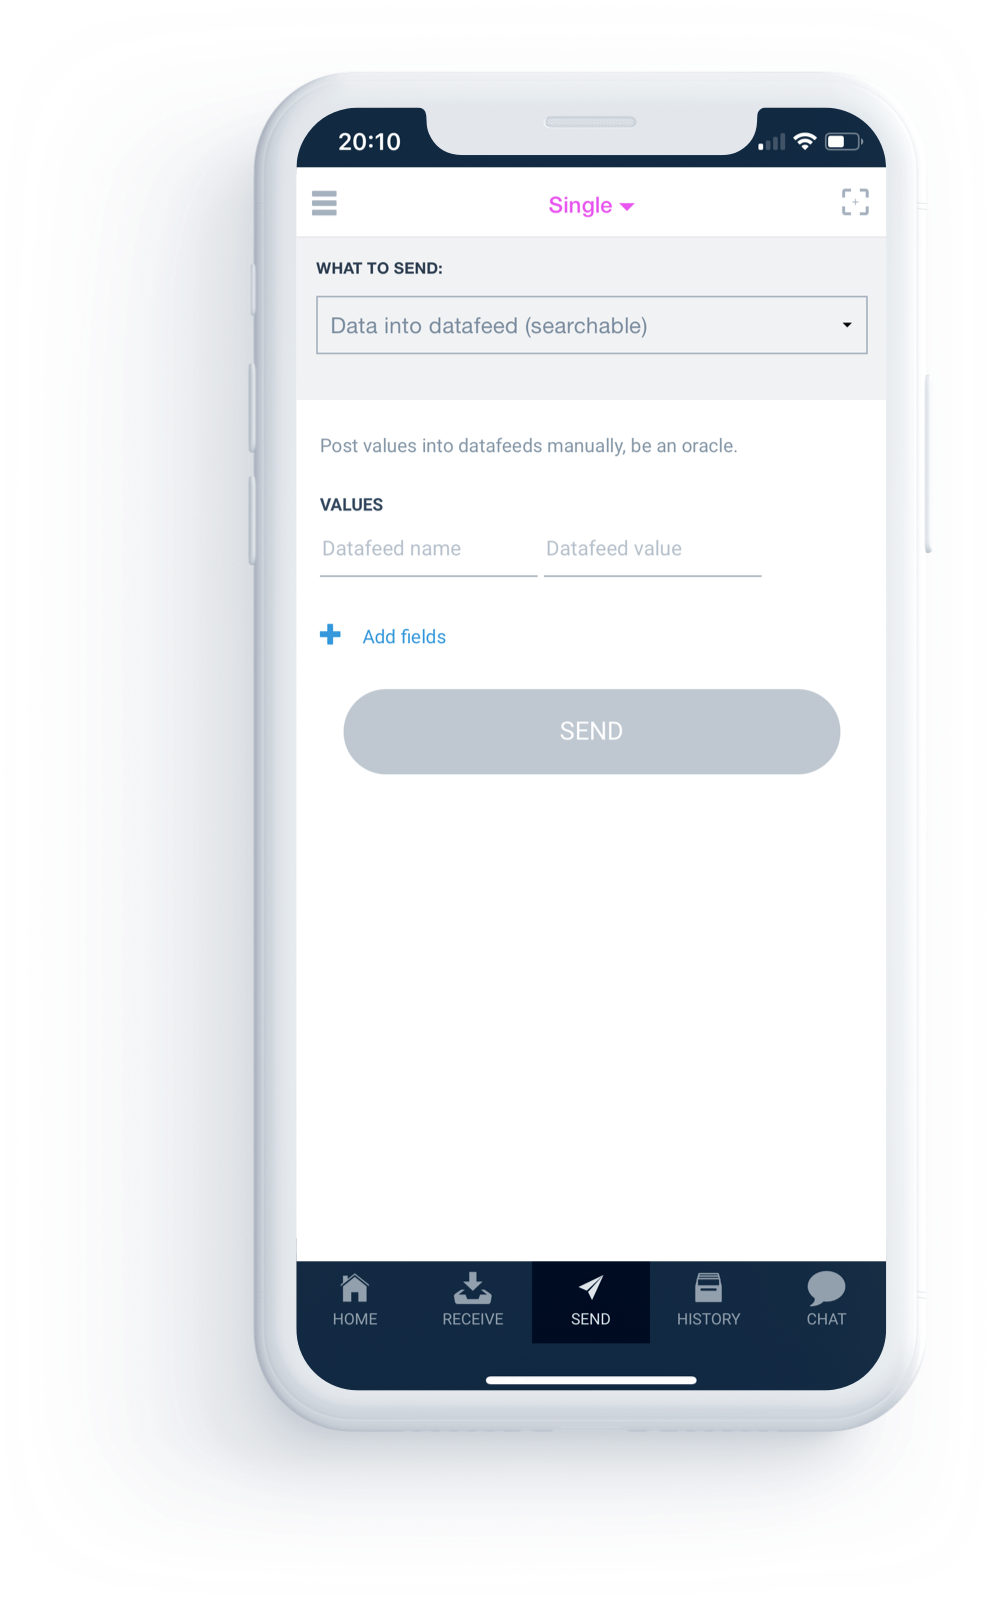 20:10
Single
WHAT TO SEND:
Data into datafeed (searchable)
Post values into datafeeds manually, be an oracle.
VALUES
Datafeed name Datafeed value
Add fields
SEND
HOME RECEIVE SEND HISTORY CHAT